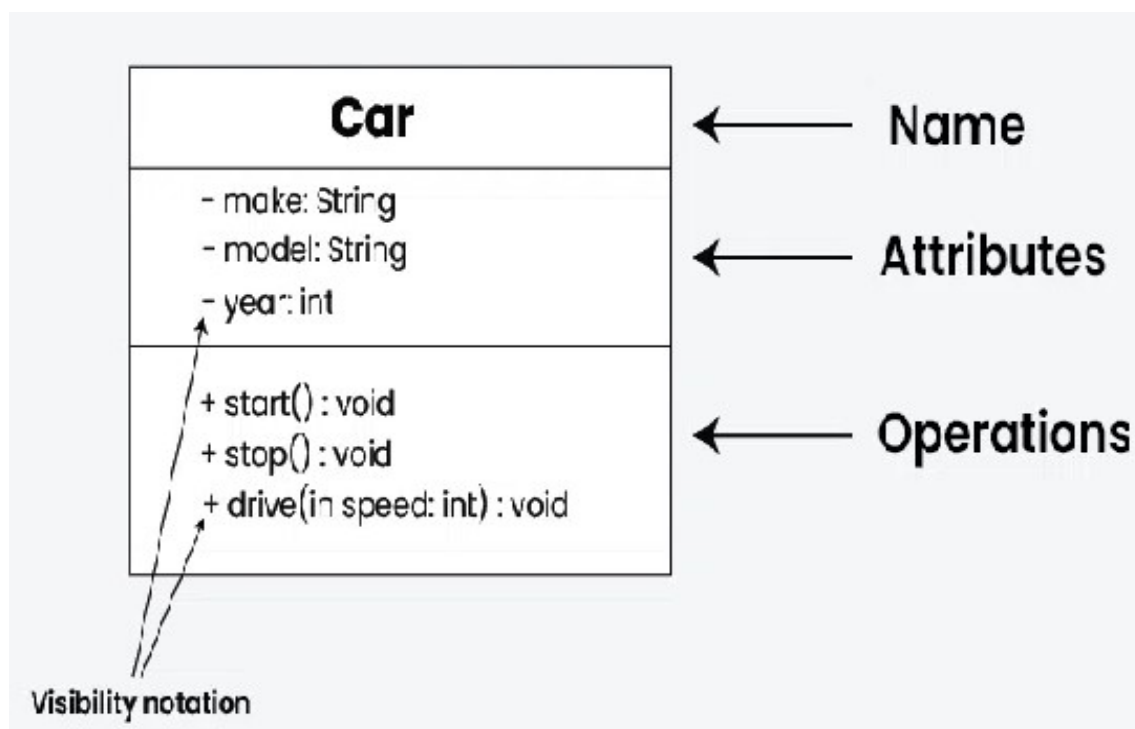 Car
- make: String
- model: String
- year: int
+ start() : void
+ stop() : void
+ drive(in speed: int) : void
Name
Attributes
Operations
Visibility notation